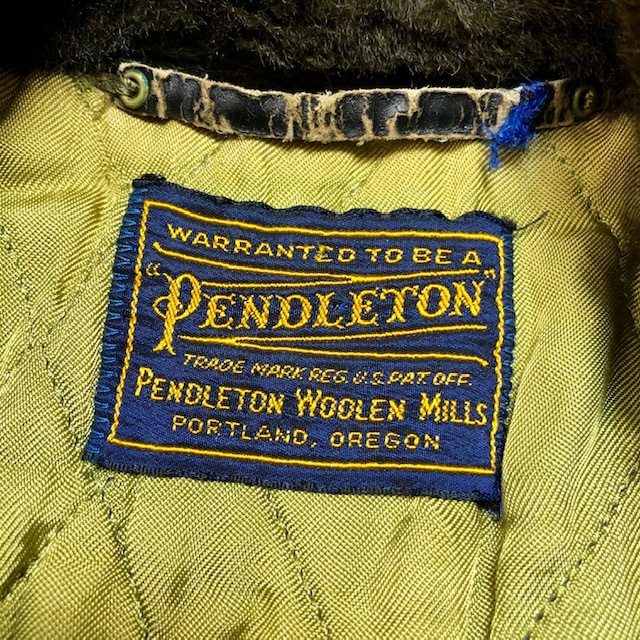 WARRANTED TO BE A
"PENDLETON"
TRADE MARK REG. U.S. PAT. OFF.
PENDLETON WOOLEN MILLS
PORTLAND, OREGON